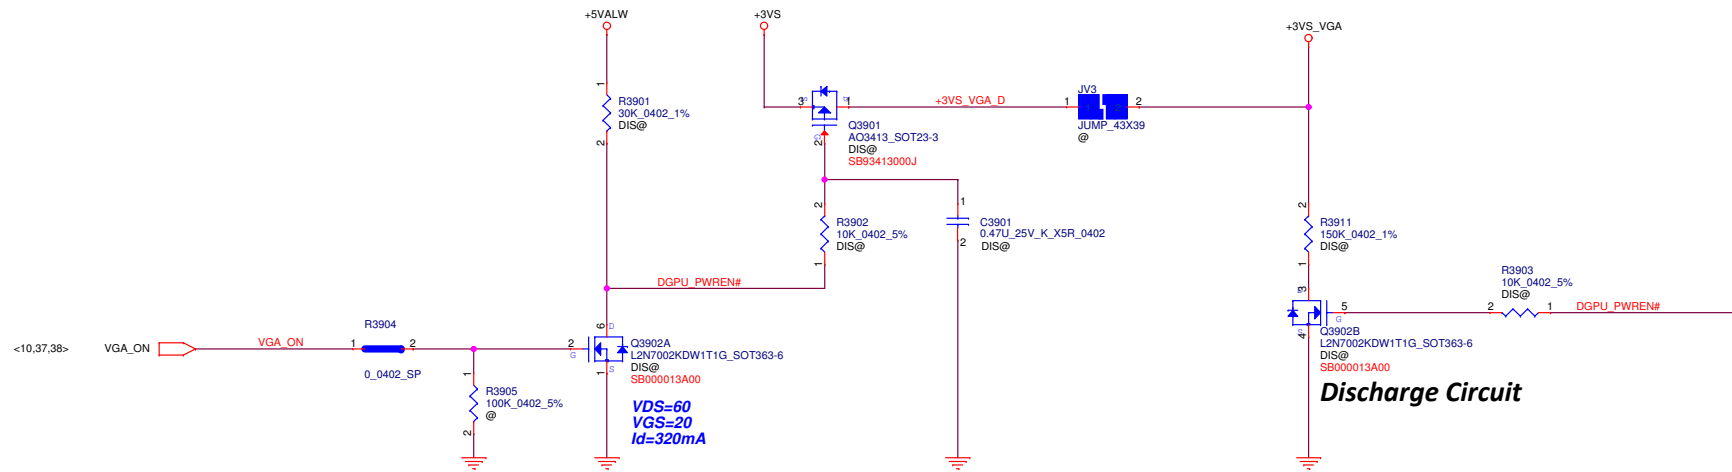 +5VALW
+3VS
+3VS_VGA
1
R3901
30K_0402_1%
DIS@
2
3
S
D
1
+3VS_VGA_D
G
2
Q3901
AO3413_SOT23-3
DIS@
SB93413000J
JV3
1
2
1
2
JUMP_43X39
@
2
R3902
10K_0402_5%
DIS@
1
1
C3901
0.47U_25V_K_X5R_0402
DIS@
2
2
R3911
150K_0402_1%
DIS@
1
DGPU_PWREN#
R3903
10K_0402_5%
DIS@
2
1
DGPU_PWREN#
3
5
G
S
4
Q3902B
L2N7002KDW1T1G_SOT363-6
DIS@
SB000013A00
Discharge Circuit
<10,37,38>
VGA_ON
VGA_ON
R3904
1
2
0_0402_SP
1
R3905
100K_0402_5%
@
2
6
D
2
G
S
1
Q3902A
L2N7002KDW1T1G_SOT363-6
DIS@
SB000013A00
VDS=60
VGS=20
Id=320mA